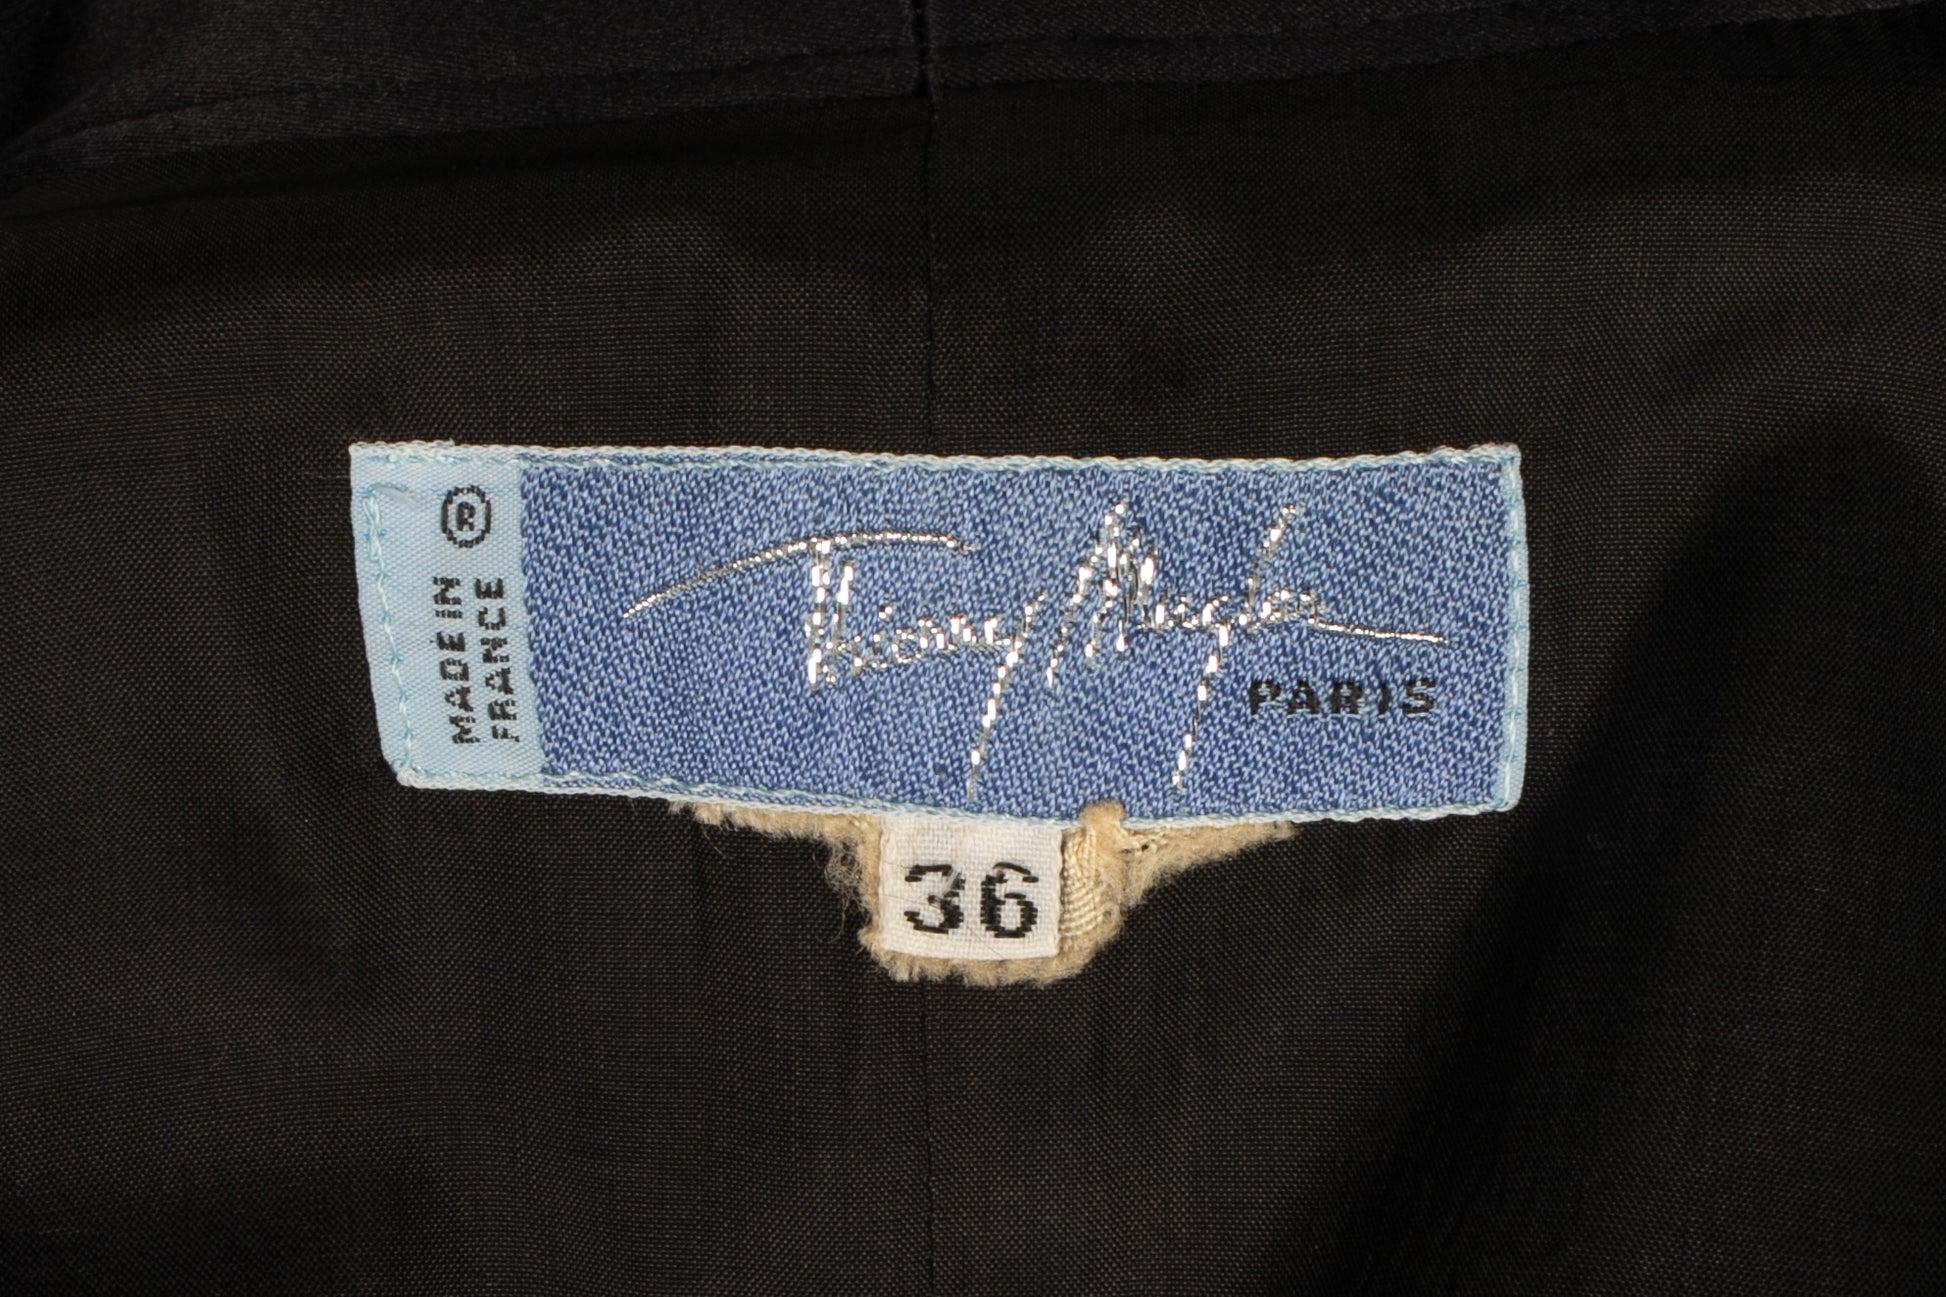 MADE IN ®
FRANCE
Thierry Mugler
PARIS
36